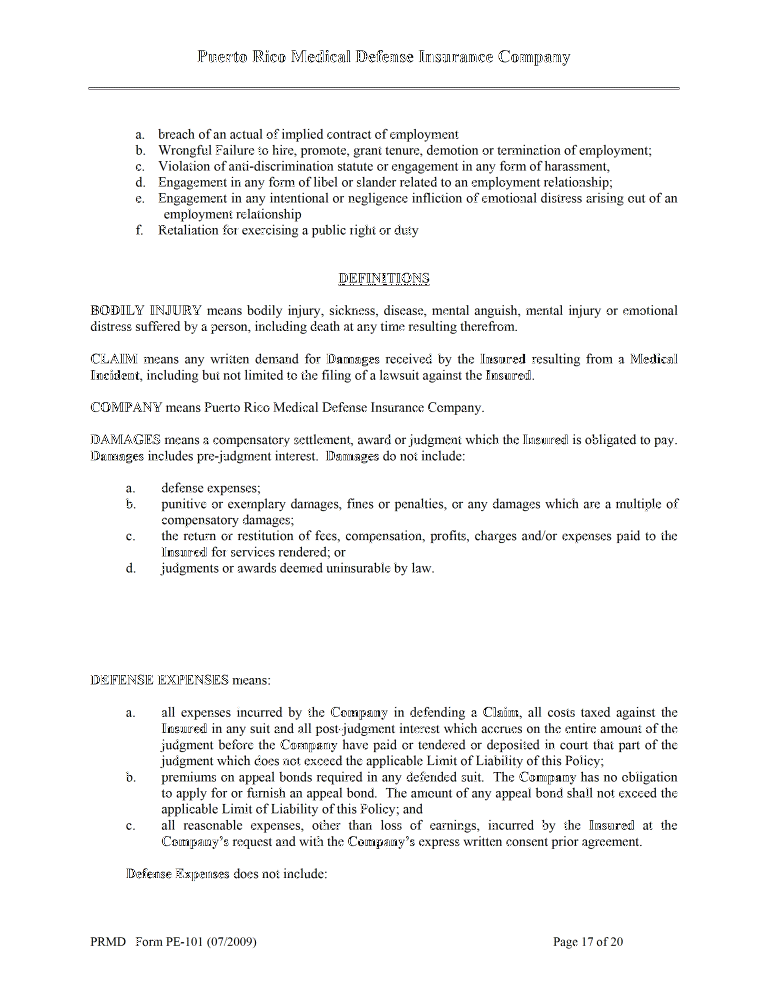 Puerto Rico Medical Defense Insurance Company
a. breach of an actual of implied contract of employment
b. Wrongful Failure to hire, promote, grant tenure, demotion or termination of employment;
c. Violation of anti-discrimination statute or engagement in any form of harassment,
d. Engagement in any form of libel or slander related to an employment relationship;
e. Engagement in any intentional or negligence infliction of emotional distress arising out of an
employment relationship
f. Retaliation for exercising a public right or duty
DEFINITIONS
BODILY INJURY means bodily injury, sickness, disease, mental anguish, mental injury or emotional
distress suffered by a person, including death at any time resulting therefrom.
CLAIM means any written demand for Damages received by the Insured resulting from a Medical
Incident, including but not limited to the filing of a lawsuit against the Insured.
COMPANY means Puerto Rico Medical Defense Insurance Company.
DAMAGES means a compensatory settlement, award or judgment which the Insured is obligated to pay.
Damages includes pre-judgment interest. Damages do not include:
a. defense expenses;
b. punitive or exemplary damages, fines or penalties, or any damages which are a multiple of
compensatory damages;
c. the return or restitution of fees, compensation, profits, charges and/or expenses paid to the
Insured for services rendered; or
d. judgments or awards deemed uninsurable by law.
DEFENSE EXPENSES means:
a. all expenses incurred by the Company in defending a Claim, all costs taxed against the
Insured in any suit and all post-judgment interest which accrues on the entire amount of the
judgment before the Company have paid or tendered or deposited in court that part of the
judgment which does not exceed the applicable Limit of Liability of this Policy;
b. premiums on appeal bonds required in any defended suit. The Company has no obligation
to apply for or furnish an appeal bond. The amount of any appeal bond shall not exceed the
applicable Limit of Liability of this Policy; and
c. all reasonable expenses, other than loss of earnings, incurred by the Insured at the
Company's request and with the Company's express written consent prior agreement.
Defense Expenses does not include:
PRMD Form PE-101 (07/2009) Page 17 of 20